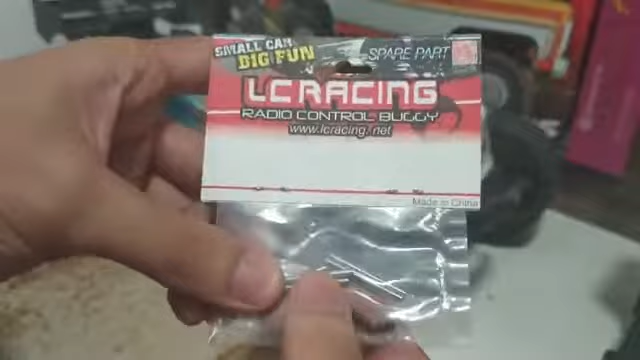 SMALL CAR
BIG FUN
SPARE PART
LC RACING
RADIO CONTROL BUGGY
www.lcracing.net
Made in China